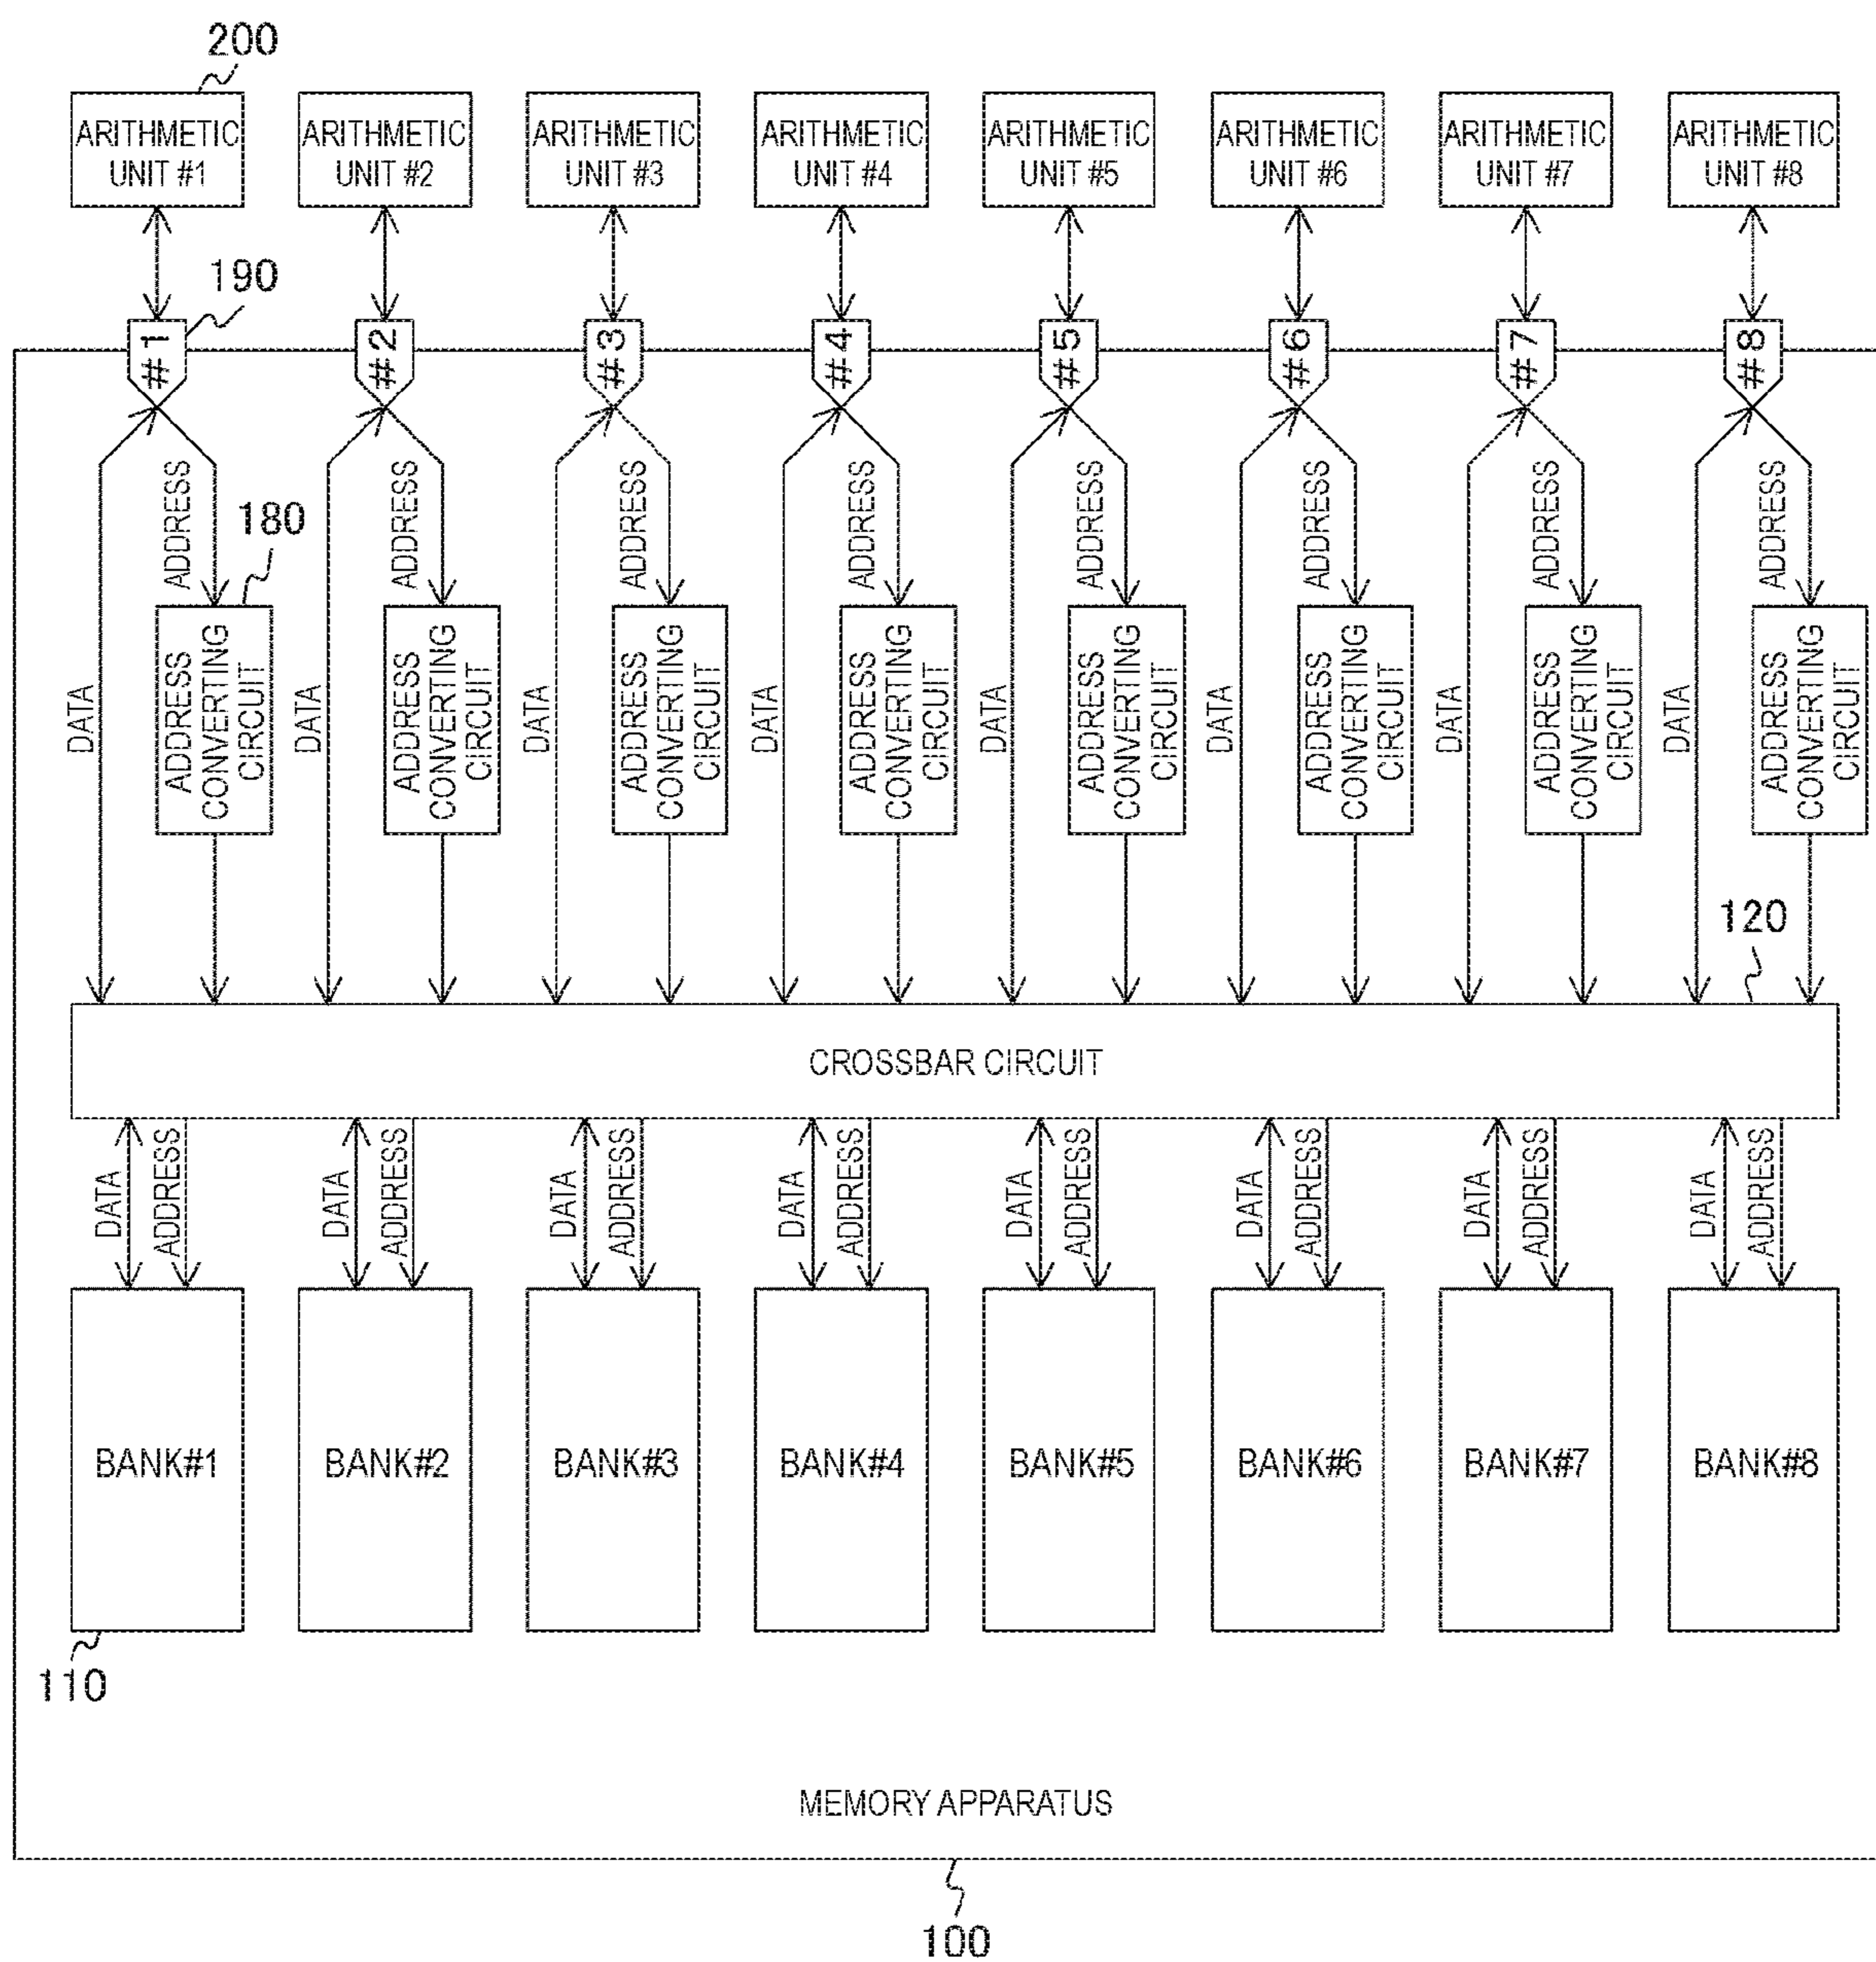 200
ARITHMETIC
UNIT #1
ARITHMETIC
UNIT #2
ARITHMETIC
UNIT #3
ARITHMETIC
UNIT #4
ARITHMETIC
UNIT #5
ARITHMETIC
UNIT #6
ARITHMETIC
UNIT #7
ARITHMETIC
UNIT #8
190
#1
#2
#3
#4
#5
#6
#7
#8
ADDRESS
ADDRESS
ADDRESS
ADDRESS
ADDRESS
ADDRESS
ADDRESS
ADDRESS
180
DATA
ADDRESS
CONVERTING
CIRCUIT
DATA
ADDRESS
CONVERTING
CIRCUIT
DATA
ADDRESS
CONVERTING
CIRCUIT
DATA
ADDRESS
CONVERTING
CIRCUIT
DATA
ADDRESS
CONVERTING
CIRCUIT
DATA
ADDRESS
CONVERTING
CIRCUIT
DATA
ADDRESS
CONVERTING
CIRCUIT
DATA
ADDRESS
CONVERTING
CIRCUIT
120
CROSSBAR CIRCUIT
DATA
ADDRESS
DATA
ADDRESS
DATA
ADDRESS
DATA
ADDRESS
DATA
ADDRESS
DATA
ADDRESS
DATA
ADDRESS
DATA
ADDRESS
BANK#1
BANK#2
BANK#3
BANK#4
BANK#5
BANK#6
BANK#7
BANK#8
110
MEMORY APPARATUS
100